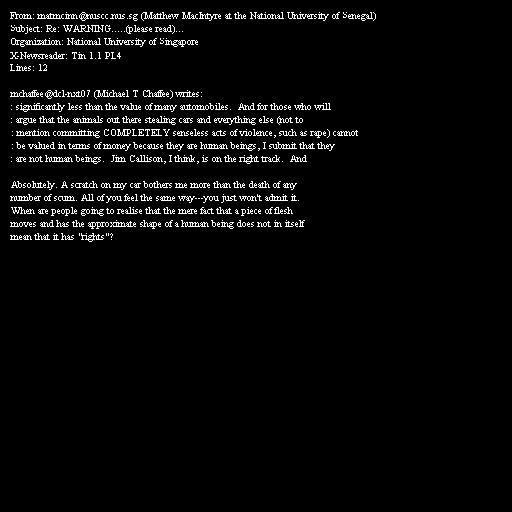 From: matmcinn@nuscc.nus.sg (Matthew MacIntyre at the National University of Senegal)
Subject: Re: WARNING.....(please read)...
Organization: National University of Singapore
X-Newsreader: Tin 1.1 PL4
Lines: 12

mchaffee@dcl-nxt07 (Michael T Chaffee) writes:
: significantly less than the value of many automobiles.  And for those who will
: argue that the animals out there stealing cars and everything else (not to
: mention committing COMPLETELY senseless acts of violence, such as rape) cannot
: be valued in terms of money because they are human beings, I submit that they
: are not human beings.  Jim Callison, I think, is on the right track.  And

Absolutely. A scratch on my car bothers me more than the death of any
number of scum. All of you feel the same way---you just won't admit it.
When are people going to realise that the mere fact that a piece of flesh
moves and has the approximate shape of a human being does not in itself
mean that it has "rights"?